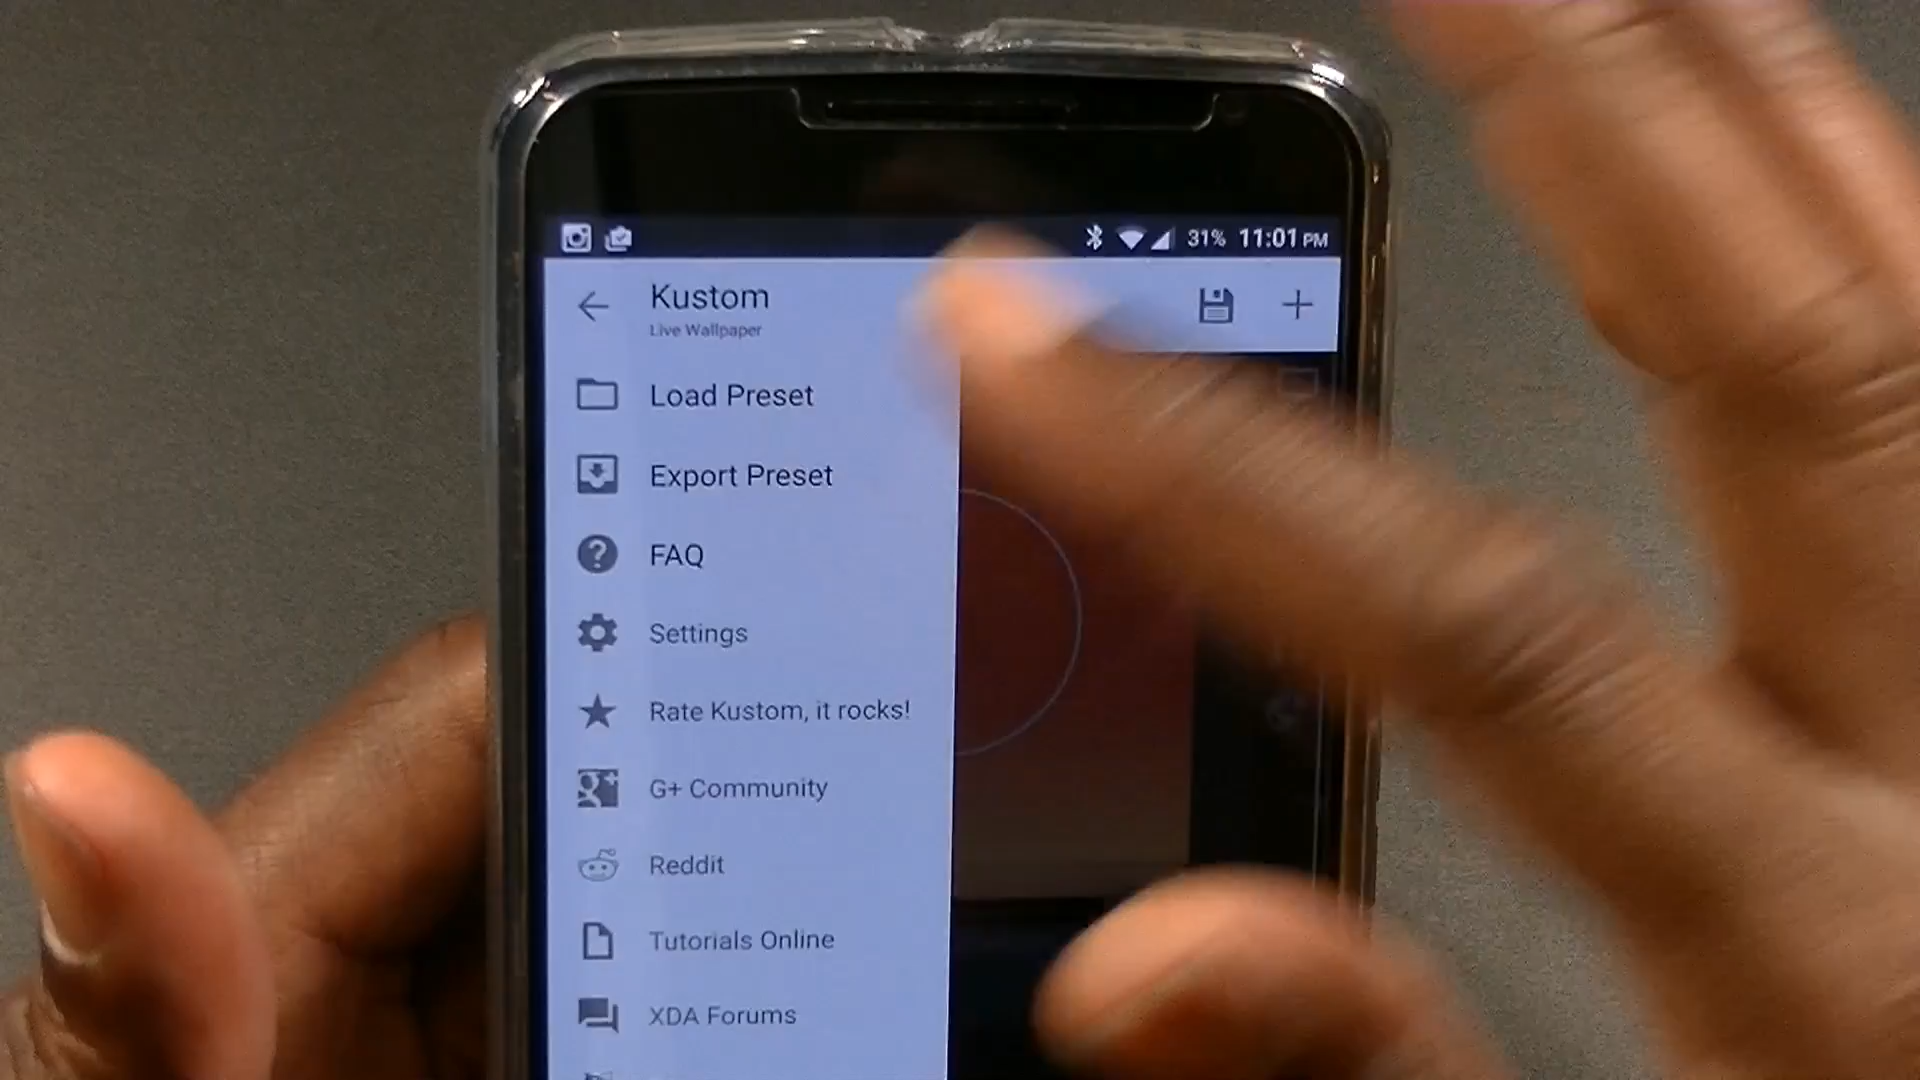 31% 11:01 PM
Kustom
Live Wallpaper
Load Preset
Export Preset
FAQ
Settings
Rate Kustom, it rocks!
G+ Community
Reddit
Tutorials Online
XDA Forums